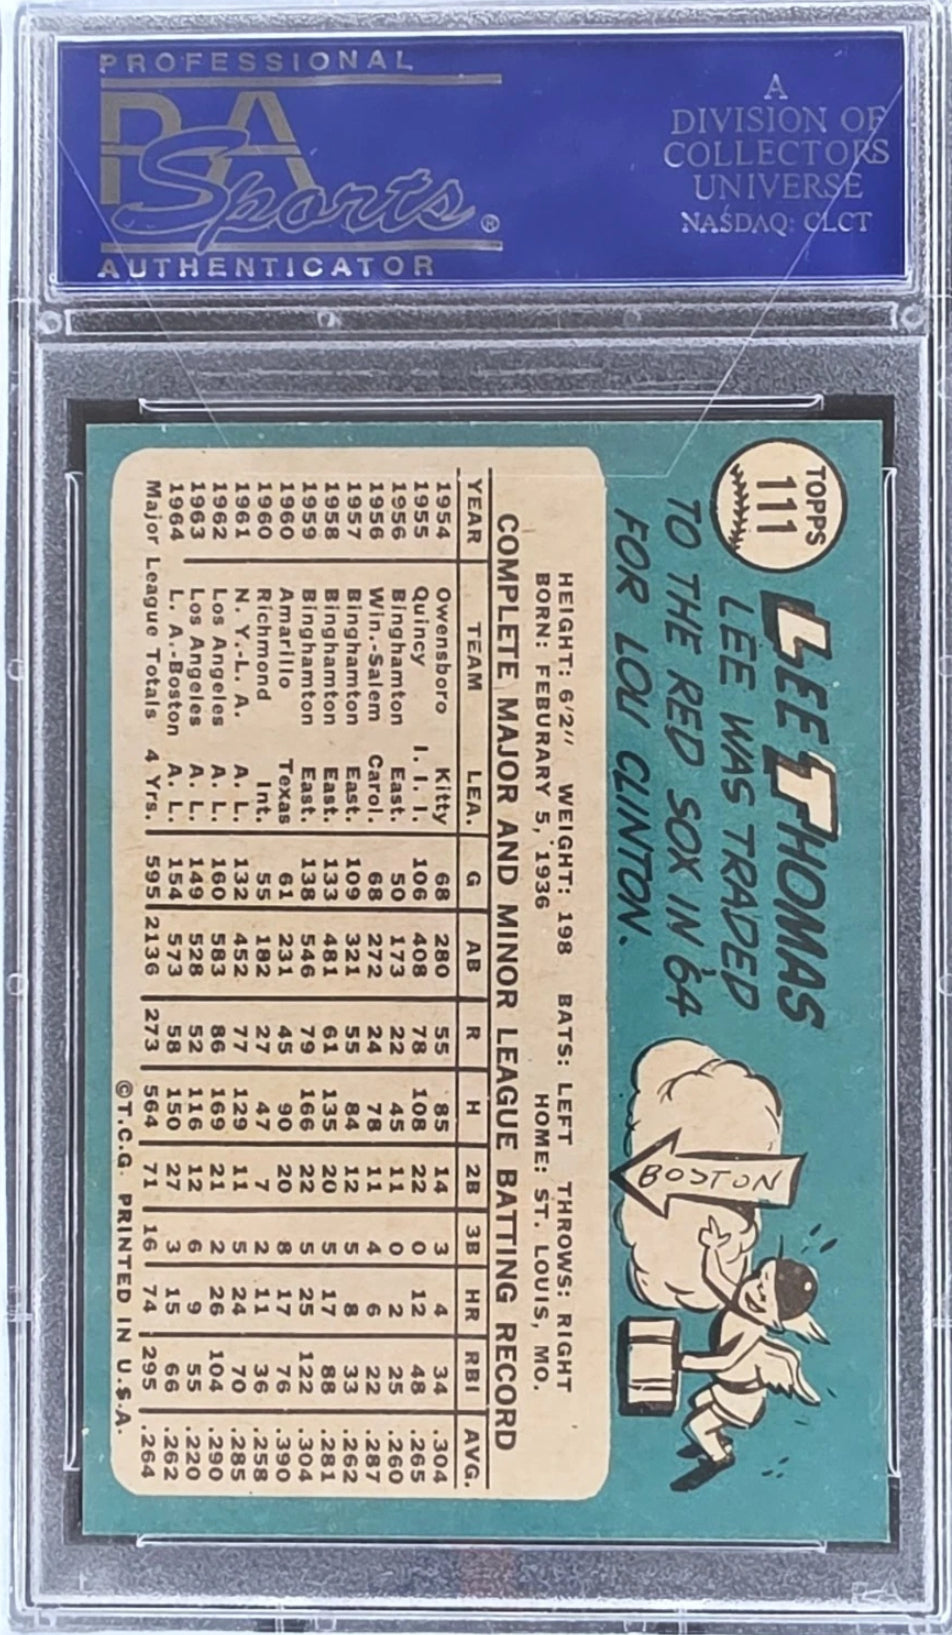 PROFESSIONAL
PSA
Sports®
AUTHENTICATOR
A
DIVISION OF
COLLECTORS
UNIVERSE
NASDAQ: CLCT
TOPPS
111
LEE THOMAS
LEE WAS TRADED
TO THE RED SOX IN '64
FOR LOU CLINTON.
BOSTON
HEIGHT: 6'2" WEIGHT: 198 BATS: LEFT THROWS: RIGHT
BORN: FEBURARY 5, 1936 HOME: ST. LOUIS, MO.
COMPLETE MAJOR AND MINOR LEAGUE BATTING RECORD
YEAR TEAM LEA. G AB R H 2B 3B HR RBI AVG.
1954 Owensboro Kitty 68 280 55 85 14 3 4 34 .304
1955 Quincy I. I. I. 106 408 78 108 22 0 12 48 .265
1956 Binghamton East. 50 173 22 45 11 0 2 25 .260
1956 Win.-Salem Carol. 68 272 24 78 11 4 6 22 .287
1957 Binghamton East. 109 321 55 84 12 5 8 33 .262
1958 Binghamton East. 133 481 61 135 20 5 17 88 .281
1959 Binghamton East. 138 546 79 166 22 5 25 122 .304
1960 Amarillo Texas 61 231 45 90 20 8 17 76 .390
1960 Richmond Int. 55 182 27 47 7 2 11 36 .258
1961 N. Y.-L. A. A. L. 132 452 77 129 11 5 24 70 .285
1962 Los Angeles A. L. 160 583 86 169 21 2 26 104 .290
1963 Los Angeles A. L. 149 528 52 116 12 6 9 55 .220
1964 L. A.-Boston A. L. 154 573 58 150 27 3 15 66 .262
Major League Totals 4 Yrs. 595 2136 273 564 71 16 74 295 .264
©T.C.G. PRINTED IN U.S.A.